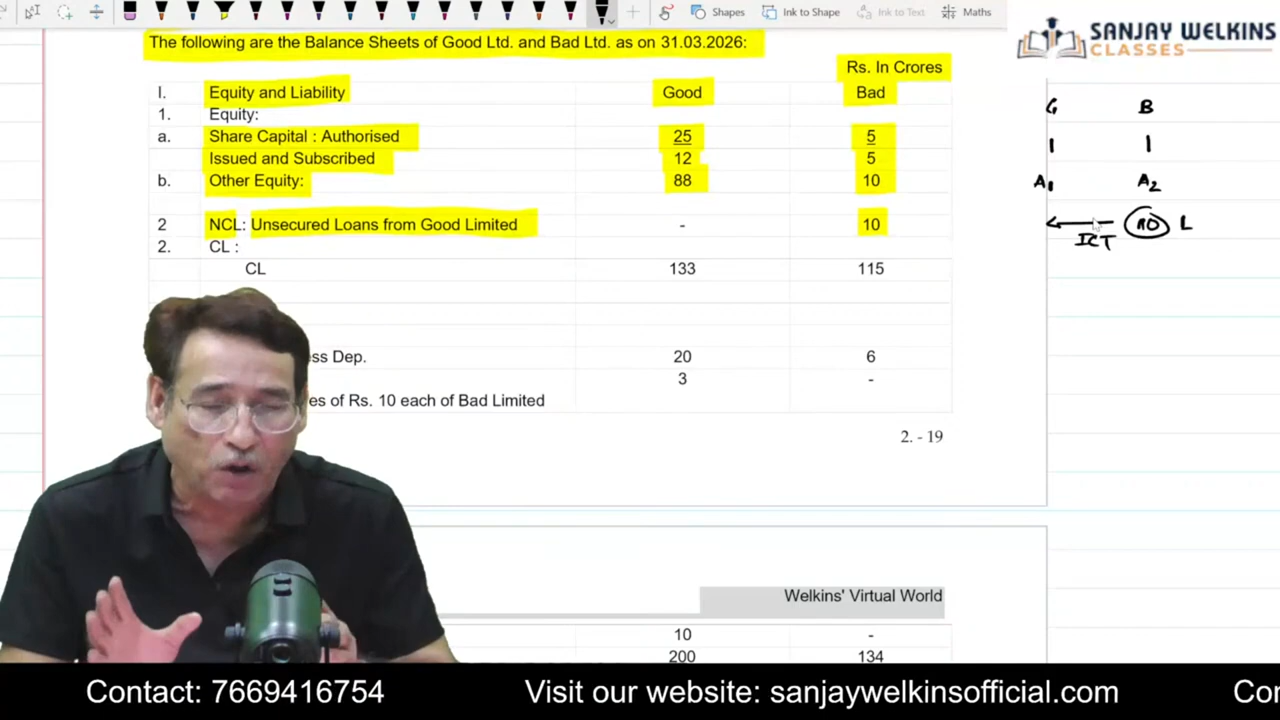 Shapes Ink to Shape Ink to Text Maths
SANJAY WELKINS
CLASSES
The following are the Balance Sheets of Good Ltd. and Bad Ltd. as on 31.03.2026:
Rs. In Crores
I. Equity and Liability Good Bad
1. Equity:
a. Share Capital : Authorised 25 5
Issued and Subscribed 12 5
b. Other Equity: 88 10
2 NCL: Unsecured Loans from Good Limited - 10
2. CL :
CL 133 115
ss Dep. 20 6
3 -
es of Rs. 10 each of Bad Limited
2. - 19
G B
1 1
A1 A2
10 L
ICT
Welkins' Virtual World
10 -
200 134
Contact: 7669416754 Visit our website: sanjaywelkinsofficial.com Cor